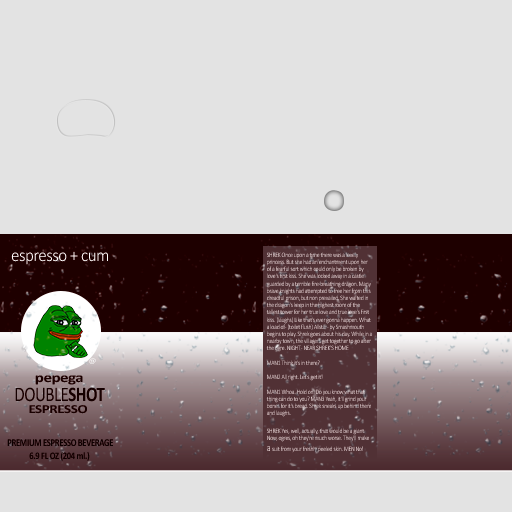 espresso + cum
pepega
DOUBLESHOT
ESPRESSO
PREMIUM ESPRESSO BEVERAGE
6.9 FL OZ (204 mL)
SHREK Once upon a time there was a lovely
princess. But she had an enchantment upon her
of a fearful sort which could only be broken by
love's first kiss. She was locked away in a castle
guarded by a terrible fire-breathing dragon. Many
brave knights had attempted to free her from this
dreadful prison, but non prevailed. She waited in
the dragon's keep in the highest room of the
tallest tower for her true love and true love's first
kiss. (laughs) Like that's ever gonna happen. What
a load of - (toilet flush) Allstar - by Smashmouth
begins to play. Shrek goes about his day. While in a
nearby town, the villagers get together to go after
the ogre. NIGHT - NEAR SHREK'S HOME
MAN1 Think it's in there?
MAN2 All right. Let's get it!
MAN1 Whoa. Hold on. Do you know what that
thing can do to you? MAN3 Yeah, it'll grind your
bones for it's bread. Shrek sneaks up behind them
and laughs.
SHREK Yes, well, actually, that would be a giant.
Now, ogres, oh they're much worse. They'll make
a suit from your freshly peeled skin. MEN No!